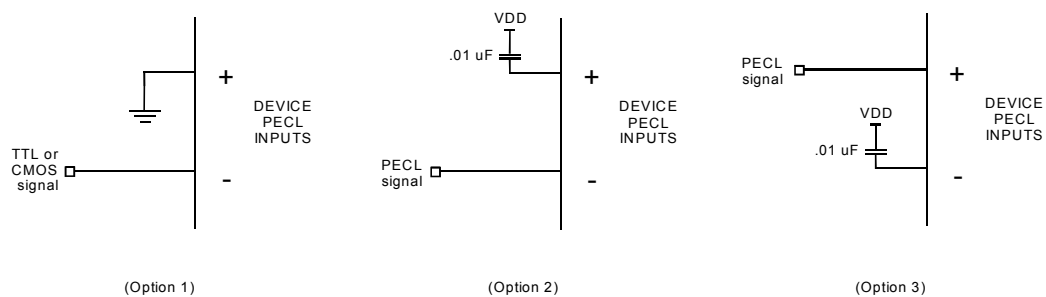 +
DEVICE
PECL
INPUTS
TTL or
CMOS
signal
-
(Option 1)
VDD
.01 uF
+
DEVICE
PECL
INPUTS
PECL
signal
-
(Option 2)
PECL
signal
+
VDD
.01 uF
DEVICE
PECL
INPUTS
-
(Option 3)